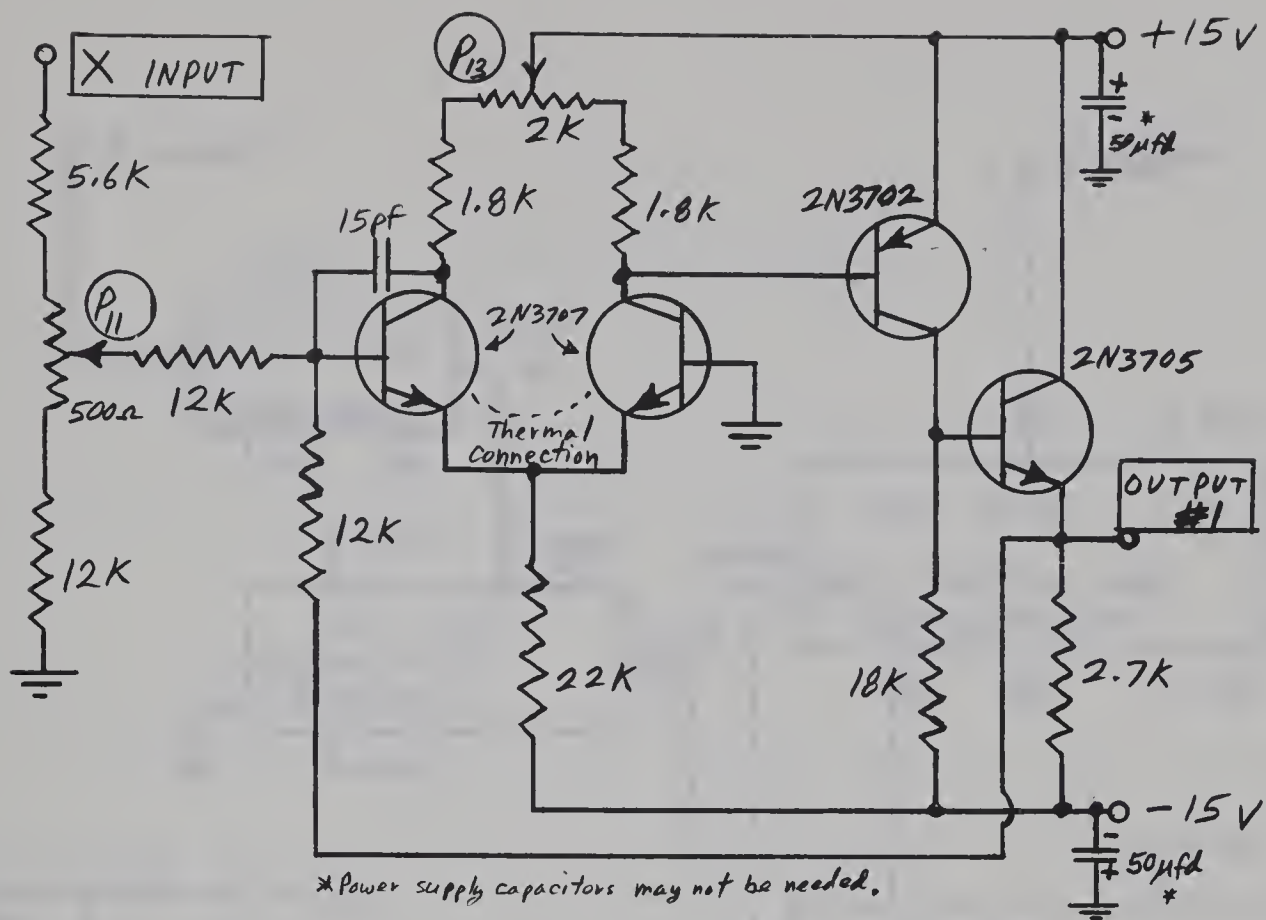 X INPUT
P13
+15V
2K
+
- *
50µfd
5.6K
1.8K
1.8K
2N3702
15pf
P11
2N3707
2N3705
500Ω
12K
Thermal
Connection
OUTPUT
#1
12K
12K
22K
18K
2.7K
-15V
-
+ 50µfd
*
*Power supply capacitors may not be needed.